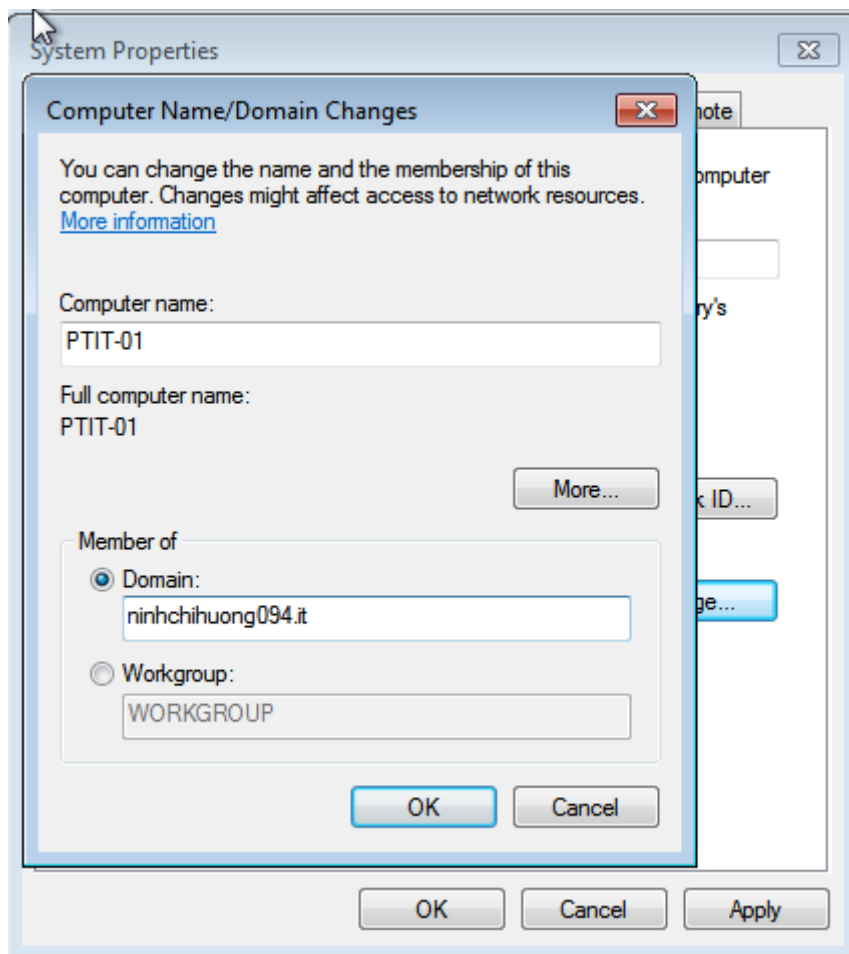 System Properties
Computer Name/Domain Changes
You can change the name and the membership of this
computer. Changes might affect access to network resources.
More information
Computer name:
PTIT-01
Full computer name:
PTIT-01
More...
Member of
Domain:
ninhchihuong094.it
Workgroup:
WORKGROUP
OK
Cancel
omputer
ry's
ID...
ge...
OK
Cancel
Apply